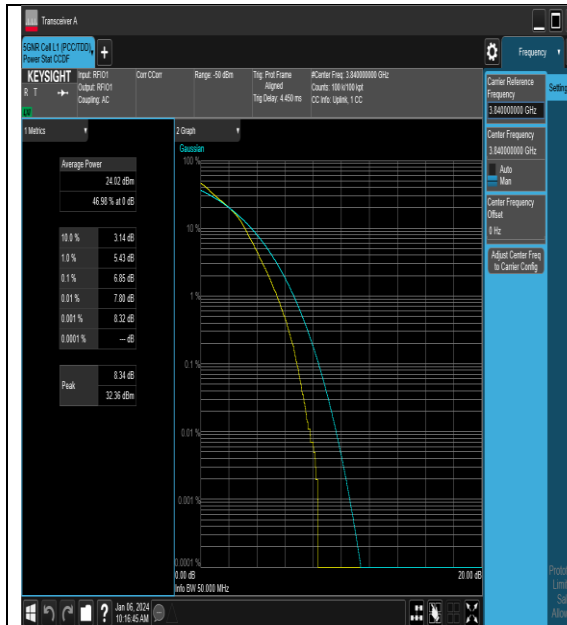 Transceiver A
5GNR Cell L1 (PCC/TDD),
Power Stat CCDF
+
Frequency
KEYSIGHT
R T
Input: RFIO1
Output: RFIO1
Coupling: AC
Corr CCorr
Range: -50 dBm
Trig: Prot Frame
Aligned
Trig Delay: 4.450 ms
#Center Freq: 3.840000000 GHz
Counts: 100 k/100 kpt
CC Info: Uplink, 1 CC
Carrier Reference
Frequency
3.840000000 GHz
Setting
Center Frequency
3.840000000 GHz
Auto
Man
Center Frequency
Offset
0 Hz
Adjust Center Freq
to Carrier Config
1 Metrics
Average Power
24.02 dBm
46.98 % at 0 dB
10.0 % 3.14 dB
1.0 % 5.43 dB
0.1 % 6.85 dB
0.01 % 7.80 dB
0.001 % 8.32 dB
0.0001 % --- dB
Peak
8.34 dB
32.36 dBm
2 Graph
Gaussian
100 %
10 %
1 %
0.1 %
0.01 %
0.001 %
0.0001 %
0.00 dB
20.00 dB
Info BW 50.000 MHz
Jan 06, 2024
10:16:45 AM
?